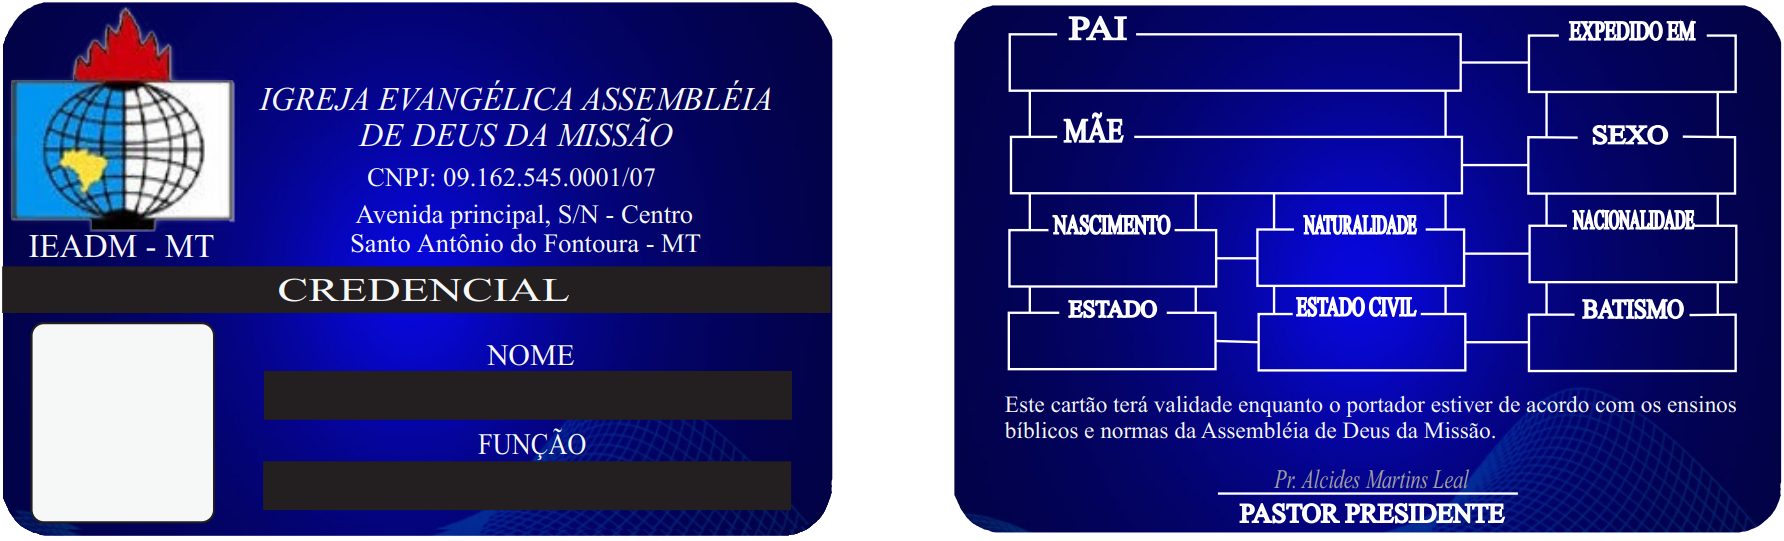 IGREJA EVANGÉLICA ASSEMBLÉIA
DE DEUS DA MISSÃO
CNPJ: 09.162.545.0001/07
Avenida principal, S/N - Centro
Santo Antônio do Fontoura - MT
IEADM - MT
CREDENCIAL
NOME
FUNÇÃO
PAI
EXPEDIDO EM
MÃE
SEXO
NASCIMENTO
NATURALIDADE
NACIONALIDADE
ESTADO
ESTADO CIVIL
BATISMO
Este cartão terá validade enquanto o portador estiver de acordo com os ensinos
bíblicos e normas da Assembléia de Deus da Missão.
Pr. Alcides Martins Leal
PASTOR PRESIDENTE